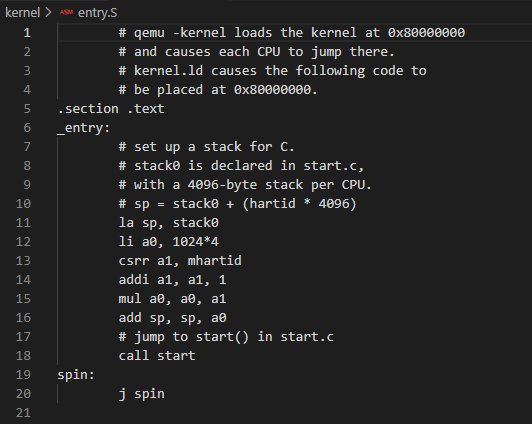 kernel > ASM entry.S
1 # qemu -kernel loads the kernel at 0x80000000
2 # and causes each CPU to jump there.
3 # kernel.ld causes the following code to
4 # be placed at 0x80000000.
5 .section .text
6 _entry:
7 # set up a stack for C.
8 # stack0 is declared in start.c,
9 # with a 4096-byte stack per CPU.
10 # sp = stack0 + (hartid * 4096)
11 la sp, stack0
12 li a0, 1024*4
13 csrr a1, mhartid
14 addi a1, a1, 1
15 mul a0, a0, a1
16 add sp, sp, a0
17 # jump to start() in start.c
18 call start
19 spin:
20 j spin
21